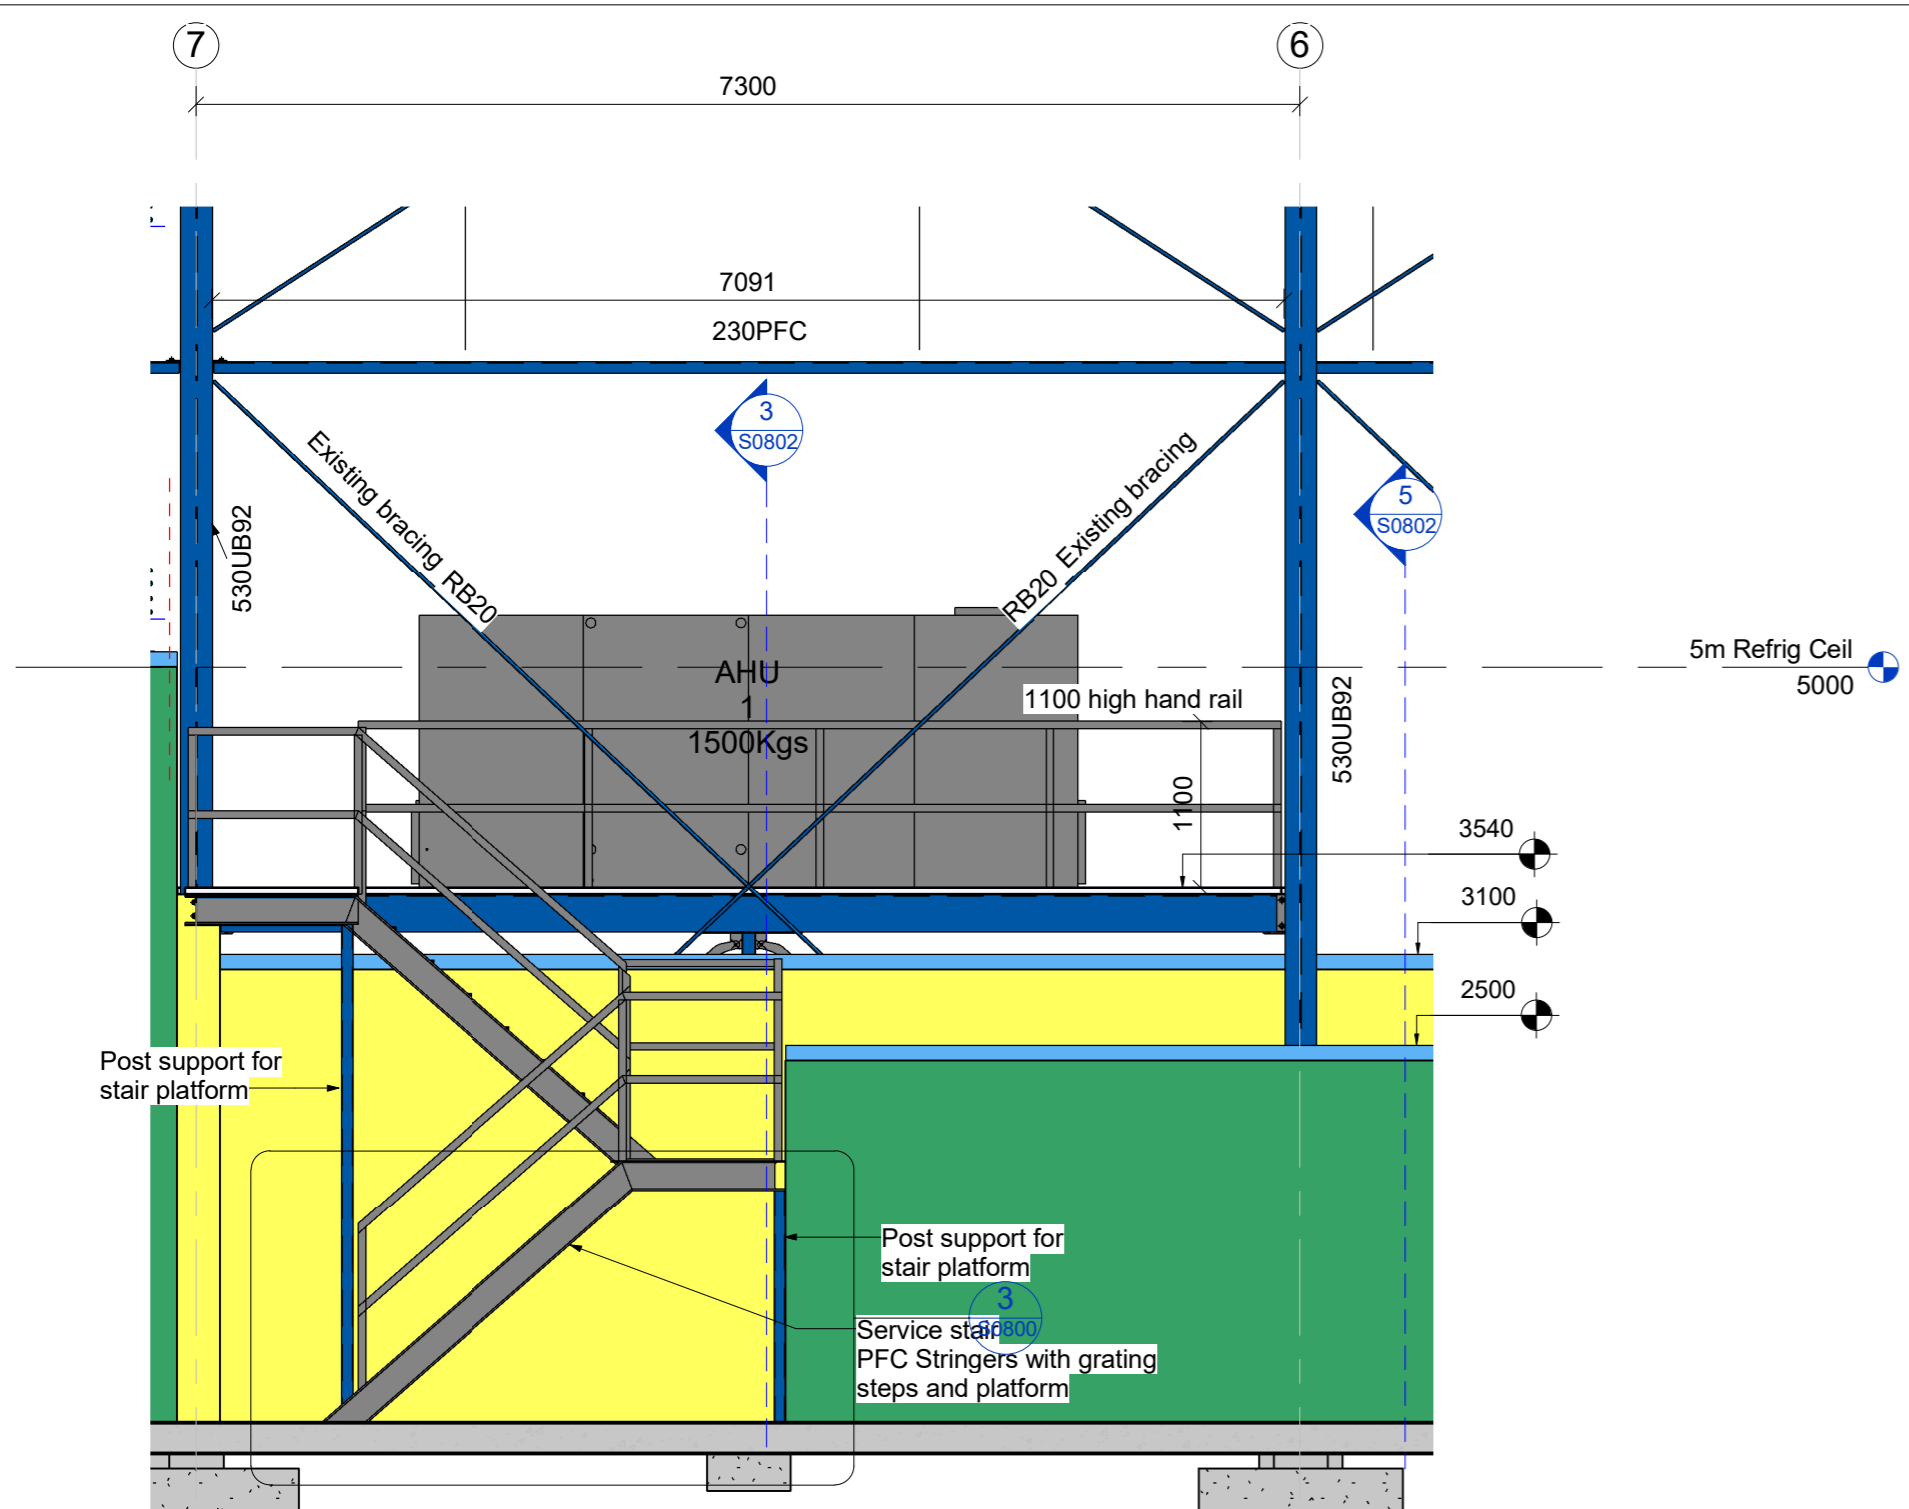 7
6
7300
7091
230PFC
3
S0802
Existing bracing RB20
RB20 Existing bracing
5
S0802
530UB92
5m Refrig Ceil
5000
AHU
1
1500Kgs
1100 high hand rail
530UB92
1100
3540
3100
2500
Post support for
stair platform
Post support for
stair platform
3
S0800
Service stair
PFC Stringers with grating
steps and platform